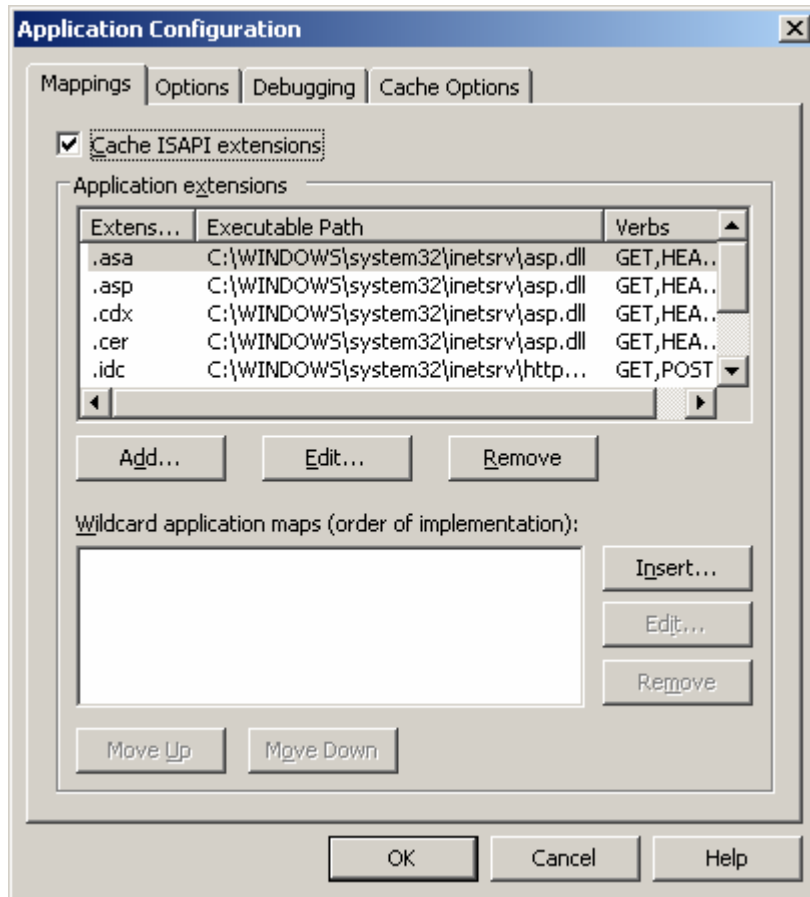 Application Configuration
Mappings Options Debugging Cache Options
Cache ISAPI extensions
Application extensions
Extens... Executable Path Verbs
.asa C:\WINDOWS\system32\inetsrv\asp.dll GET,HEA..
.asp C:\WINDOWS\system32\inetsrv\asp.dll GET,HEA..
.cdx C:\WINDOWS\system32\inetsrv\asp.dll GET,HEA..
.cer C:\WINDOWS\system32\inetsrv\asp.dll GET,HEA..
.idc C:\WINDOWS\system32\inetsrv\http... GET,POST
Add... Edit... Remove
Wildcard application maps (order of implementation):
Insert...
Edit...
Remove
Move Up Move Down
OK Cancel Help